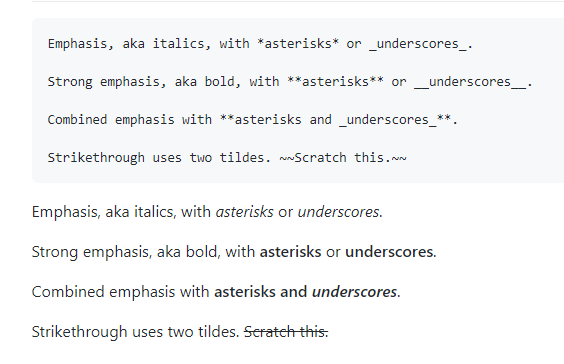 Emphasis, aka italics, with *asterisks* or _underscores_.
Strong emphasis, aka bold, with **asterisks** or __underscores__.
Combined emphasis with **asterisks and _underscores_**.
Strikethrough uses two tildes. ~~Scratch this.~~
Emphasis, aka italics, with asterisks or underscores.
Strong emphasis, aka bold, with asterisks or underscores.
Combined emphasis with asterisks and underscores.
Strikethrough uses two tildes. Scratch this.